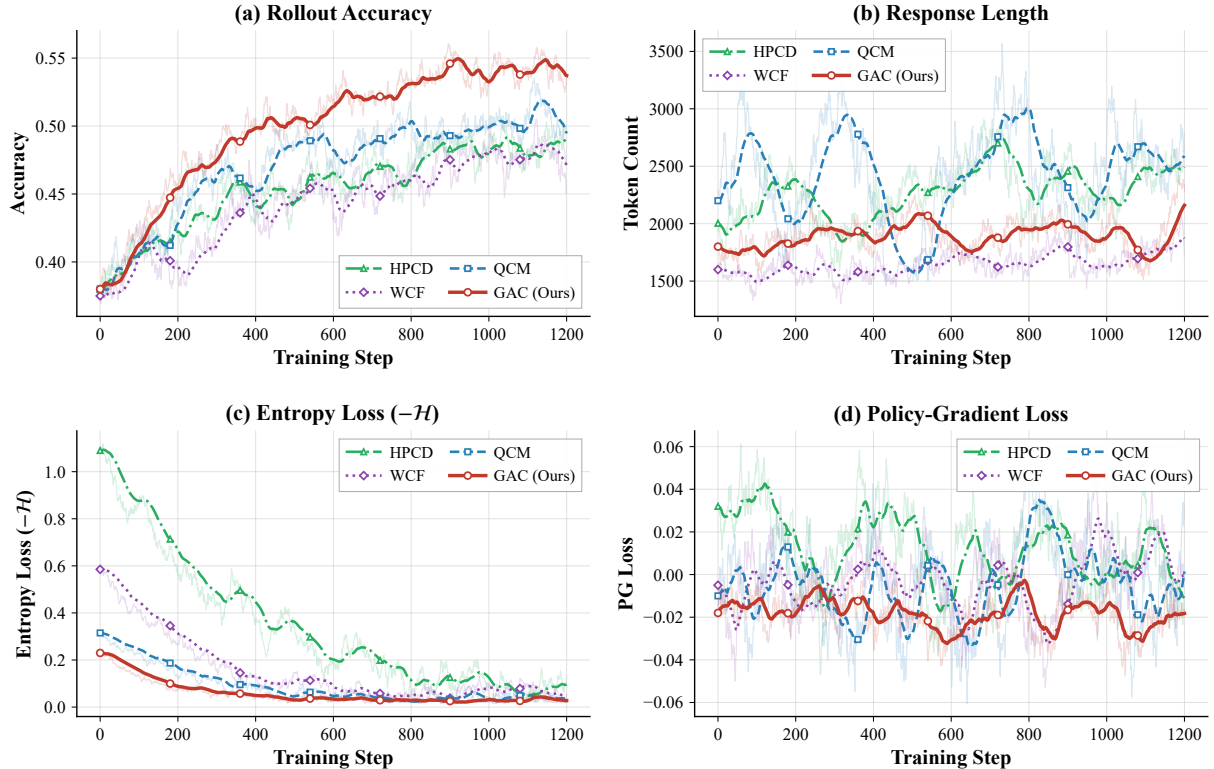 (a) Rollout Accuracy
Accuracy
0.55
0.50
0.45
0.40
HPCD
QCM
WCF
GAC (Ours)
0
200
400
600
800
1000
1200
Training Step
(b) Response Length
Token Count
3500
3000
2500
2000
1500
HPCD
QCM
WCF
GAC (Ours)
0
200
400
600
800
1000
1200
Training Step
(c) Entropy Loss (−ℋ)
Entropy Loss (−ℋ)
1.0
0.8
0.6
0.4
0.2
0.0
HPCD
QCM
WCF
GAC (Ours)
0
200
400
600
800
1000
1200
Training Step
(d) Policy-Gradient Loss
PG Loss
0.06
0.04
0.02
0.00
−0.02
−0.04
−0.06
HPCD
QCM
WCF
GAC (Ours)
0
200
400
600
800
1000
1200
Training Step